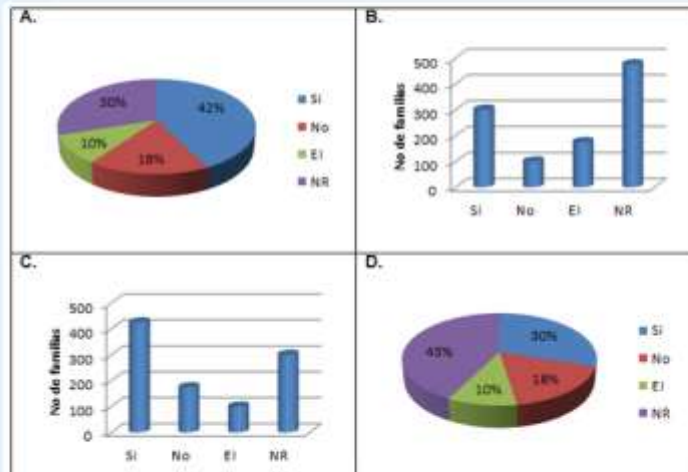 A.
30%
42%
10%
18%
Si
No
EI
NR
B.
No de familias
500
400
300
200
100
0
Si No EI NR
C.
No de familias
500
400
300
200
100
0
Si No EI NR
D.
43%
30%
10%
18%
Si
No
EI
NR